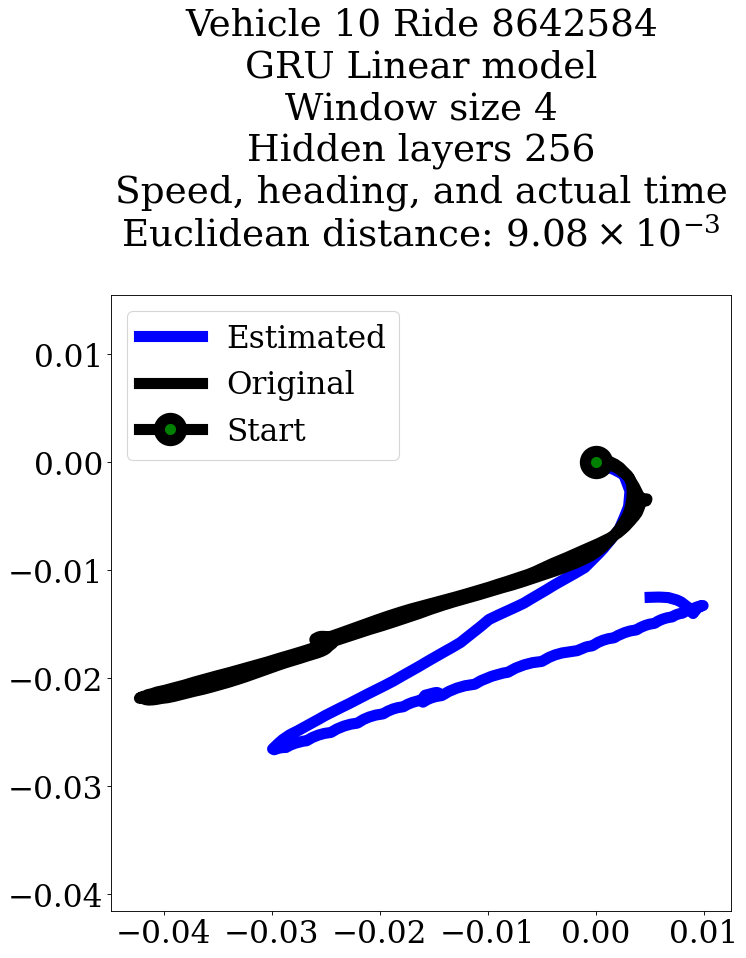 Vehicle 10 Ride 8642584
GRU Linear model
Window size 4
Hidden layers 256
Speed, heading, and actual time
Euclidean distance: 9.08 × 10⁻³
Estimated
Original
Start
0.01
0.00
−0.01
−0.02
−0.03
−0.04
−0.04 −0.03 −0.02 −0.01 0.00 0.01